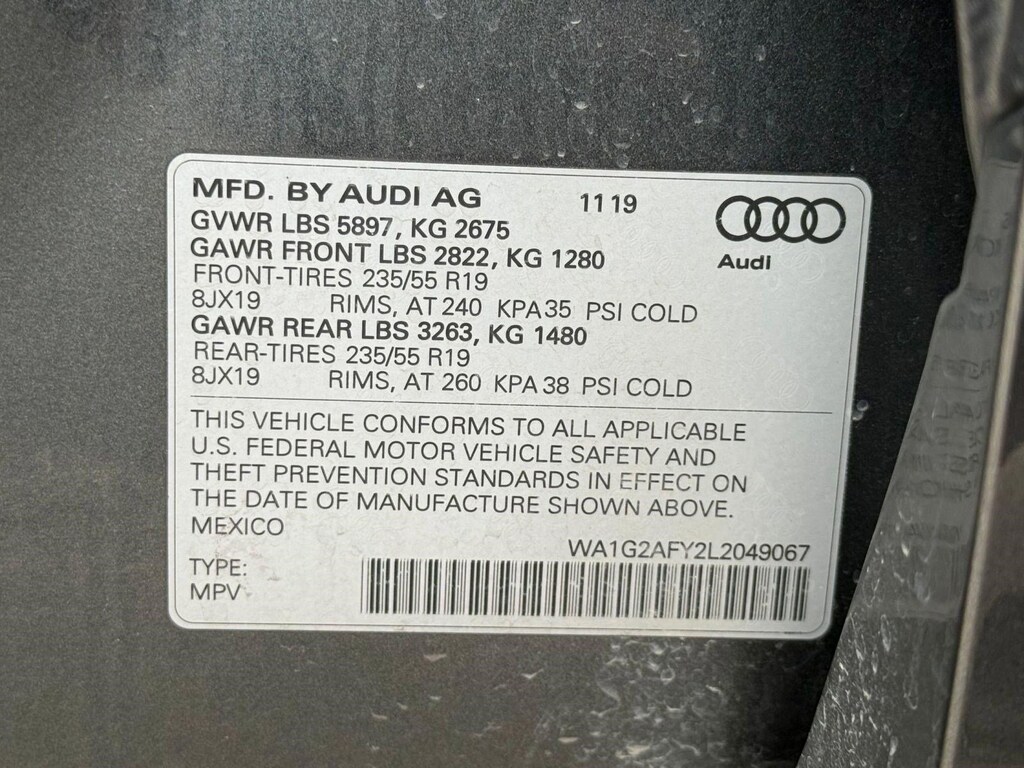 MFD. BY AUDI AG 11 19
GVWR LBS 5897, KG 2675
GAWR FRONT LBS 2822, KG 1280
FRONT-TIRES 235/55 R19
8JX19 RIMS, AT 240 KPA 35 PSI COLD
GAWR REAR LBS 3263, KG 1480
REAR-TIRES 235/55 R19
8JX19 RIMS, AT 260 KPA 38 PSI COLD
Audi
THIS VEHICLE CONFORMS TO ALL APPLICABLE
U.S. FEDERAL MOTOR VEHICLE SAFETY AND
THEFT PREVENTION STANDARDS IN EFFECT ON
THE DATE OF MANUFACTURE SHOWN ABOVE.
MEXICO
WA1G2AFY2L2049067
TYPE:
MPV